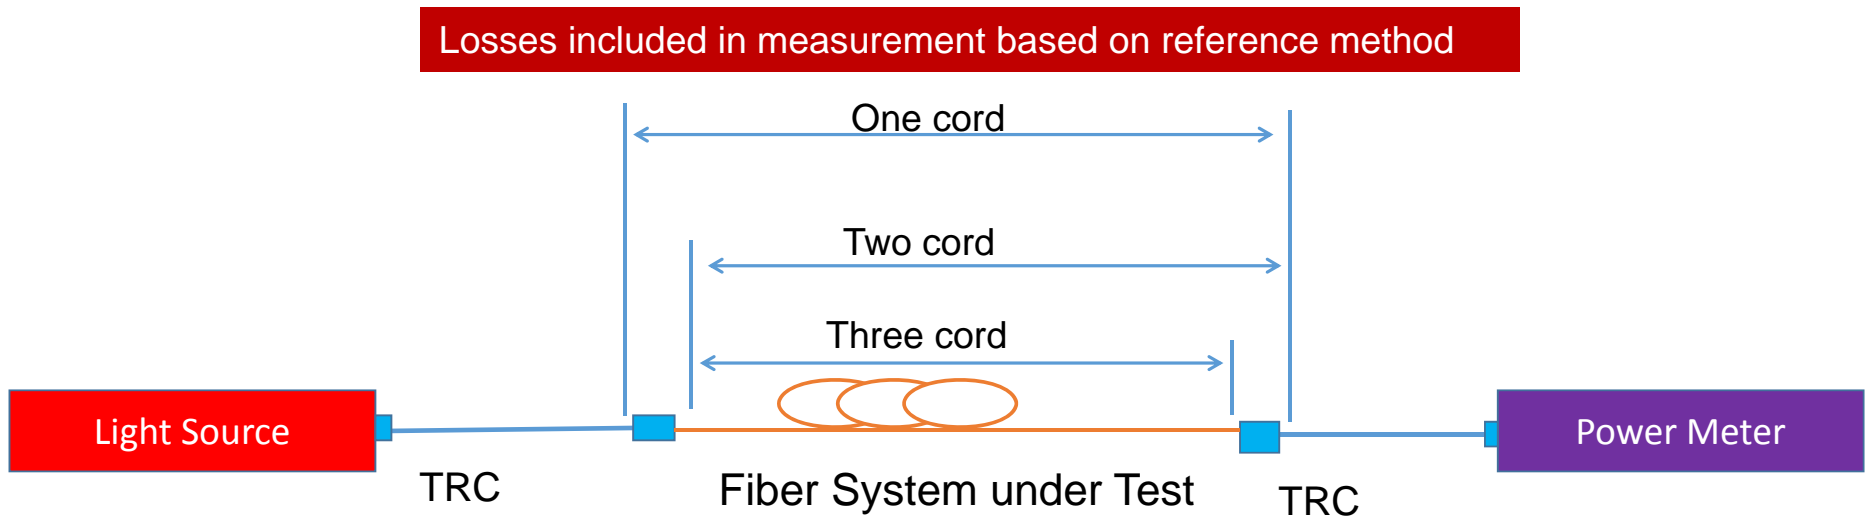 Losses included in measurement based on reference method
One cord
Two cord
Three cord
Light Source
Power Meter
TRC
Fiber System under Test
TRC